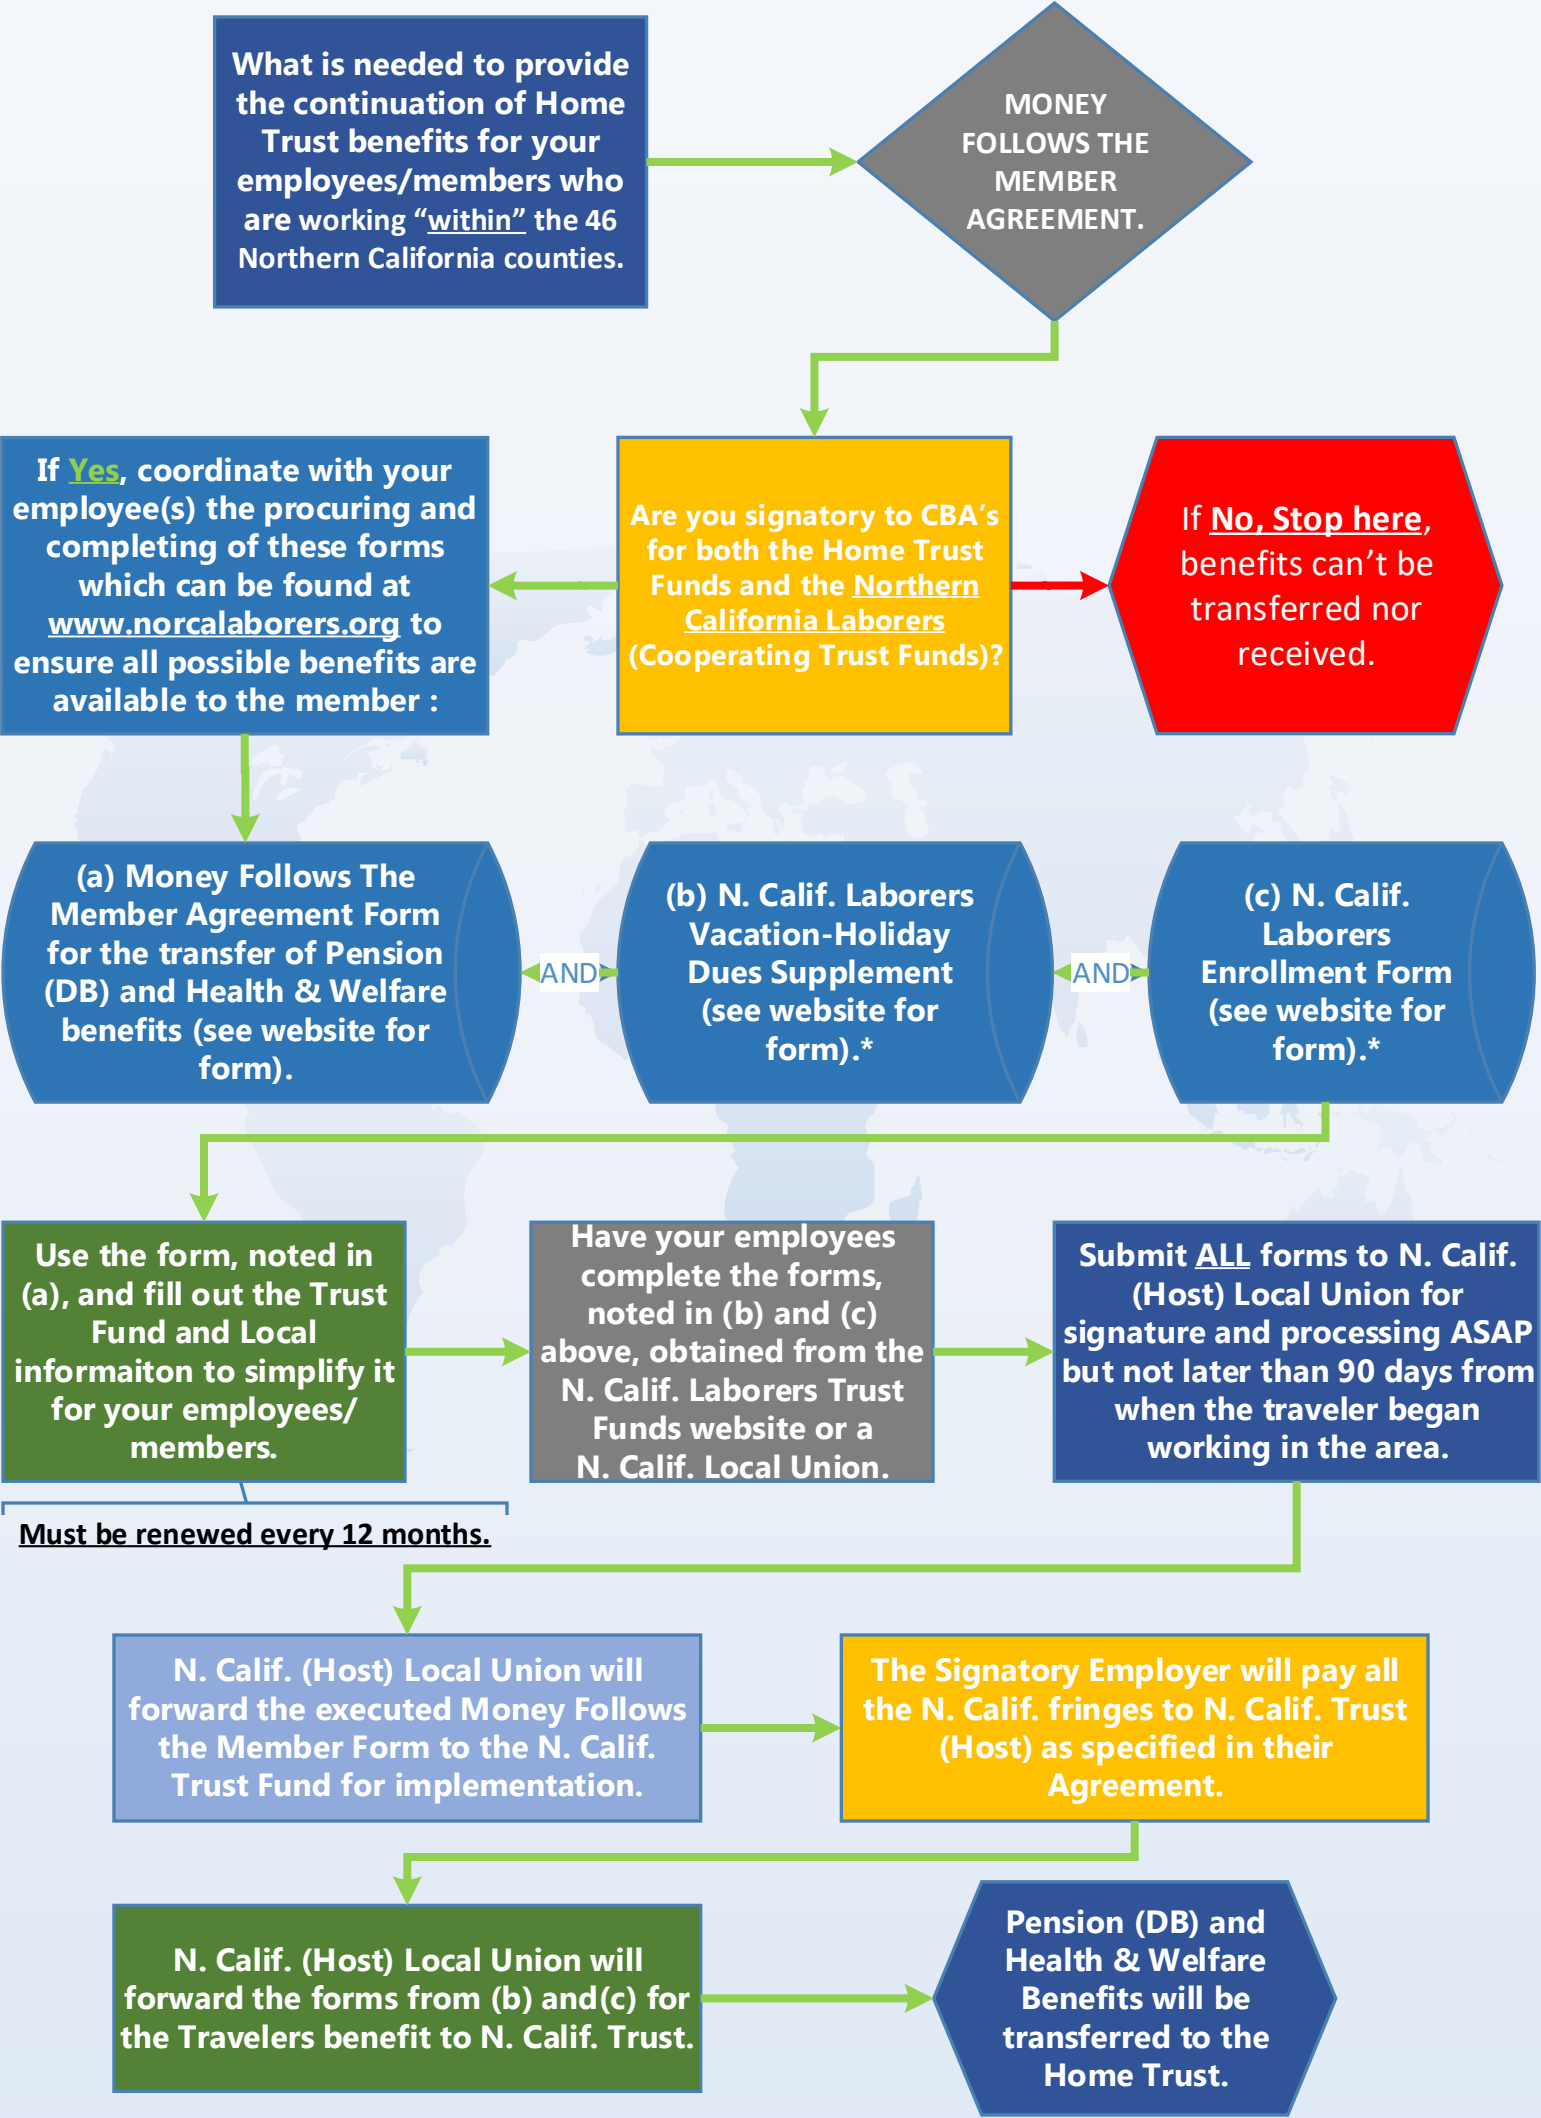 What is needed to provide
the continuation of Home
Trust benefits for your
employees/members who
are working “within” the 46
Northern California counties.
MONEY
FOLLOWS THE
MEMBER
AGREEMENT.
If Yes, coordinate with your
employee(s) the procuring and
completing of these forms
which can be found at
www.norcalaborers.org to
ensure all possible benefits are
available to the member :
Are you signatory to CBA’s
for both the Home Trust
Funds and the Northern
California Laborers
(Cooperating Trust Funds)?
If No, Stop here,
benefits can’t be
transferred nor
received.
(a) Money Follows The
Member Agreement Form
for the transfer of Pension
(DB) and Health & Welfare
benefits (see website for
form).
AND
(b) N. Calif. Laborers
Vacation-Holiday
Dues Supplement
(see website for
form).*
AND
(c) N. Calif.
Laborers
Enrollment Form
(see website for
form).*
Use the form, noted in
(a), and fill out the Trust
Fund and Local
informaiton to simplify it
for your employees/
members.
Have your employees
complete the forms,
noted in (b) and (c)
above, obtained from the
N. Calif. Laborers Trust
Funds website or a
N. Calif. Local Union.
Submit ALL forms to N. Calif.
(Host) Local Union for
signature and processing ASAP
but not later than 90 days from
when the traveler began
working in the area.
Must be renewed every 12 months.
N. Calif. (Host) Local Union will
forward the executed Money Follows
the Member Form to the N. Calif.
Trust Fund for implementation.
The Signatory Employer will pay all
the N. Calif. fringes to N. Calif. Trust
(Host) as specified in their
Agreement.
N. Calif. (Host) Local Union will
forward the forms from (b) and(c) for
the Travelers benefit to N. Calif. Trust.
Pension (DB) and
Health & Welfare
Benefits will be
transferred to the
Home Trust.